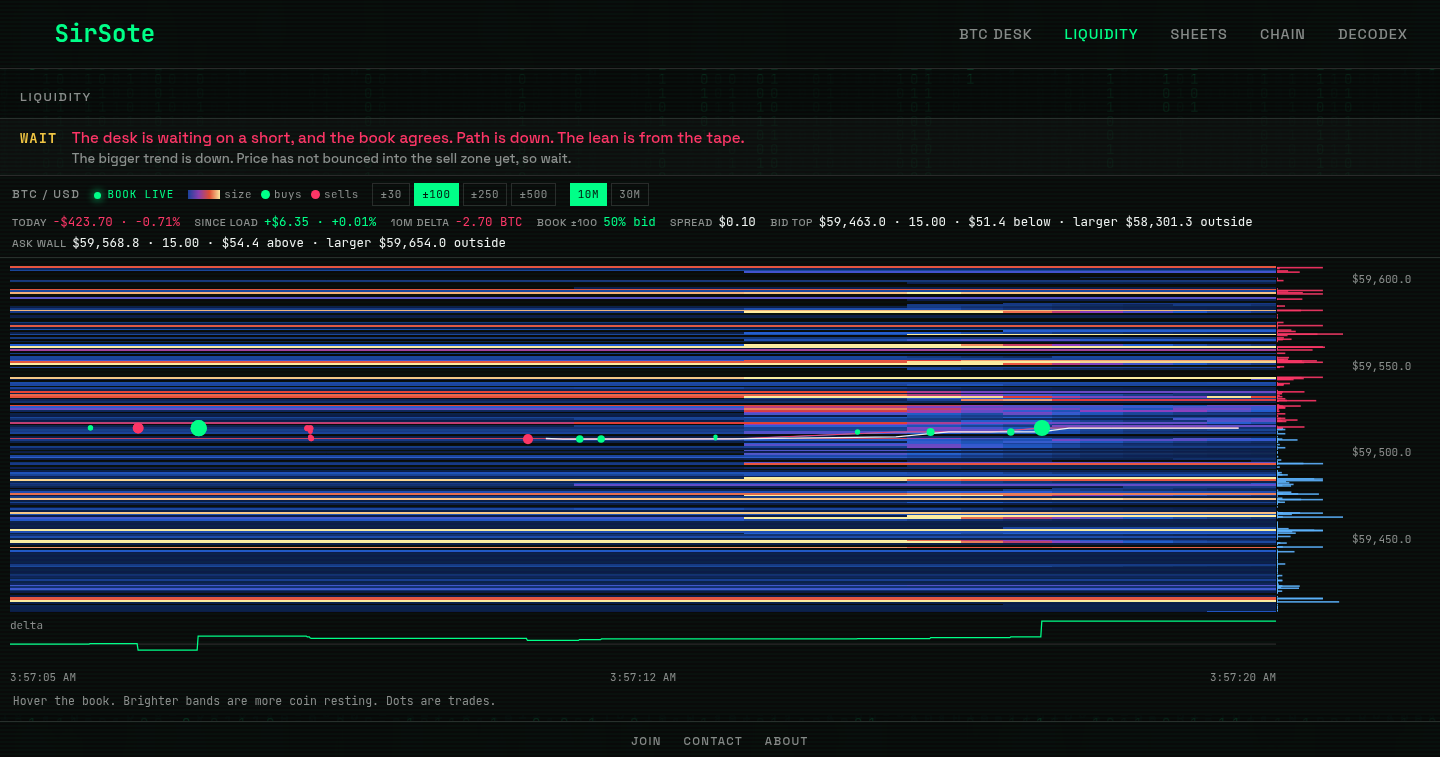 SirSote
BTC DESK LIQUIDITY SHEETS CHAIN DECODEX
LIQUIDITY
WAIT The desk is waiting on a short, and the book agrees. Path is down. The lean is from the tape.
The bigger trend is down. Price has not bounced into the sell zone yet, so wait.
BTC / USD BOOK LIVE size buys sells ±30 ±100 ±250 ±500 10M 30M
TODAY -$423.70 · -0.71% SINCE LOAD +$6.35 · +0.01% 10M DELTA -2.70 BTC BOOK ±100 50% bid SPREAD $0.10 BID TOP $59,463.0 · 15.00 · $51.4 below · larger $58,301.3 outside
ASK WALL $59,568.8 · 15.00 · $54.4 above · larger $59,654.0 outside
$59,600.0
$59,550.0
$59,500.0
$59,450.0
delta
3:57:05 AM 3:57:12 AM 3:57:20 AM
Hover the book. Brighter bands are more coin resting. Dots are trades.
JOIN CONTACT ABOUT